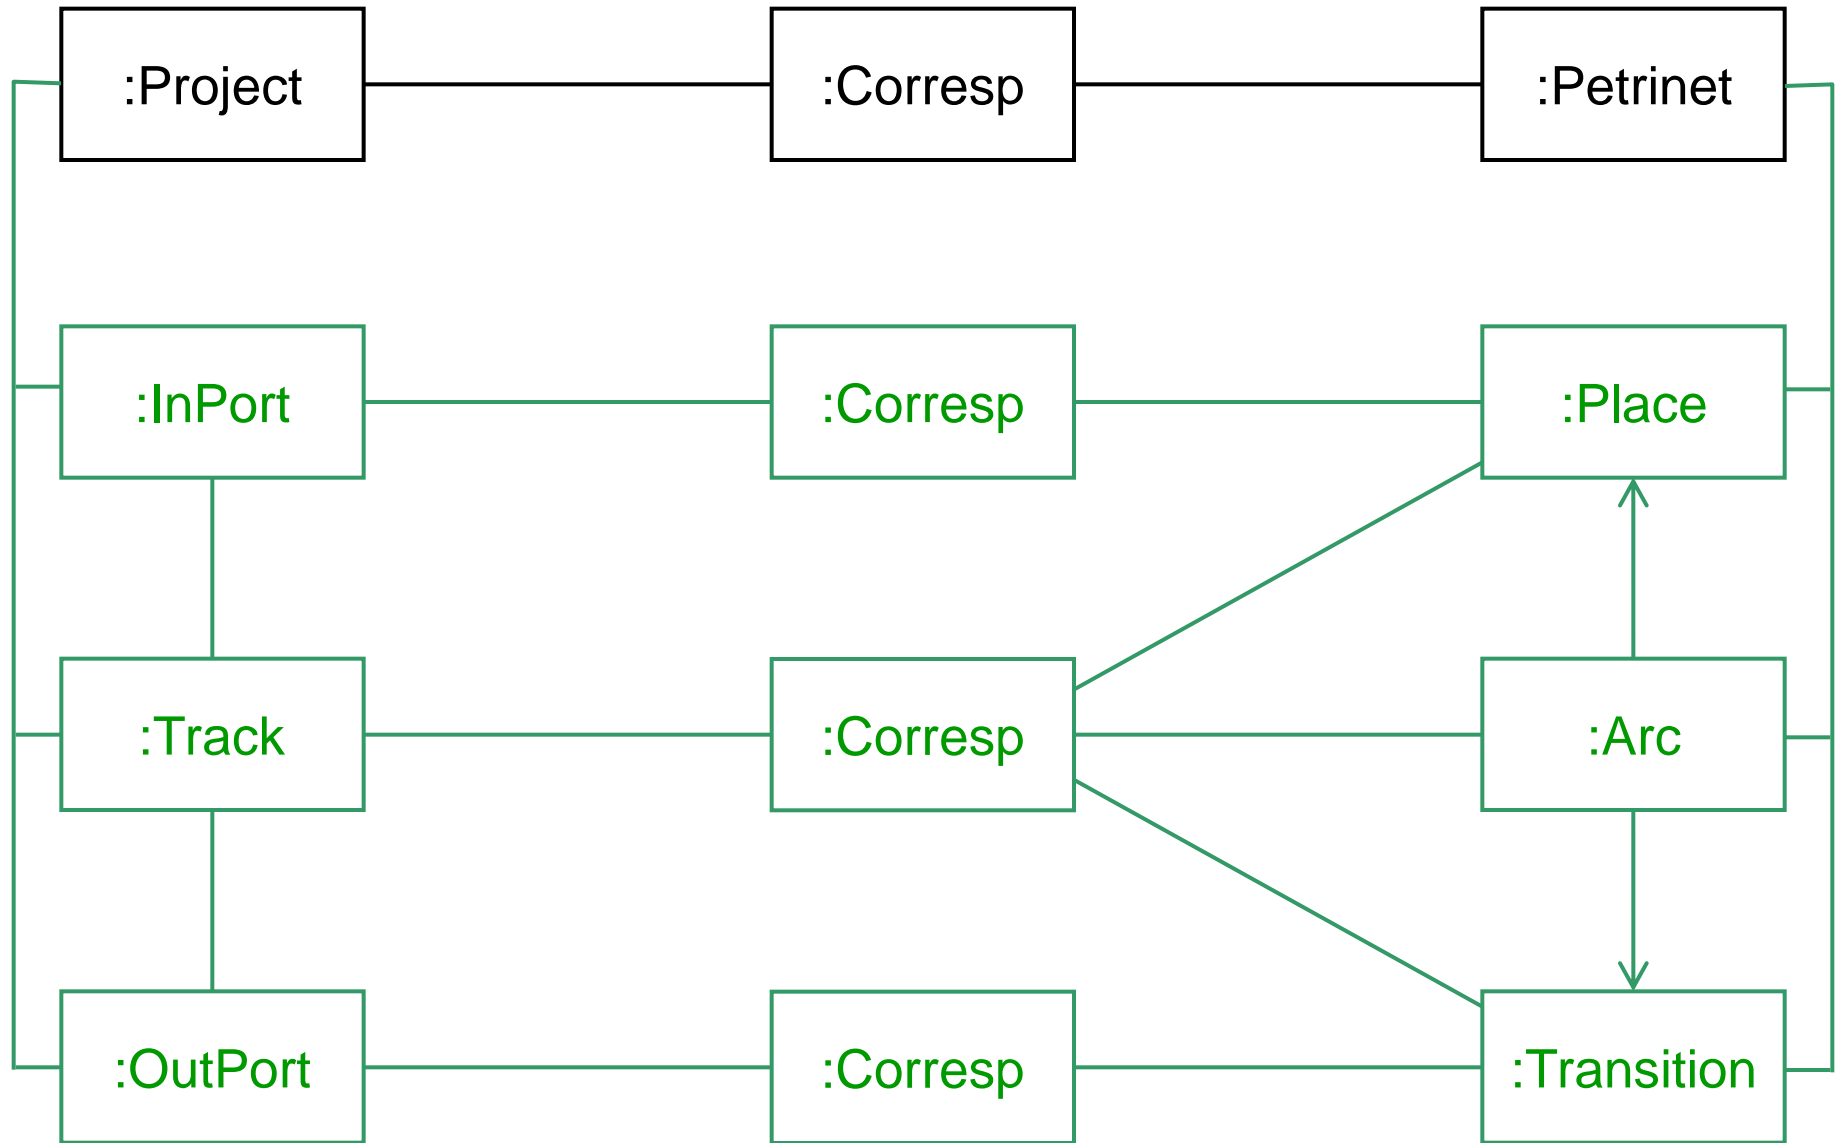 :Project
:Corresp
:Petrinet
:InPort
:Corresp
:Place
:Track
:Corresp
:Arc
:OutPort
:Corresp
:Transition